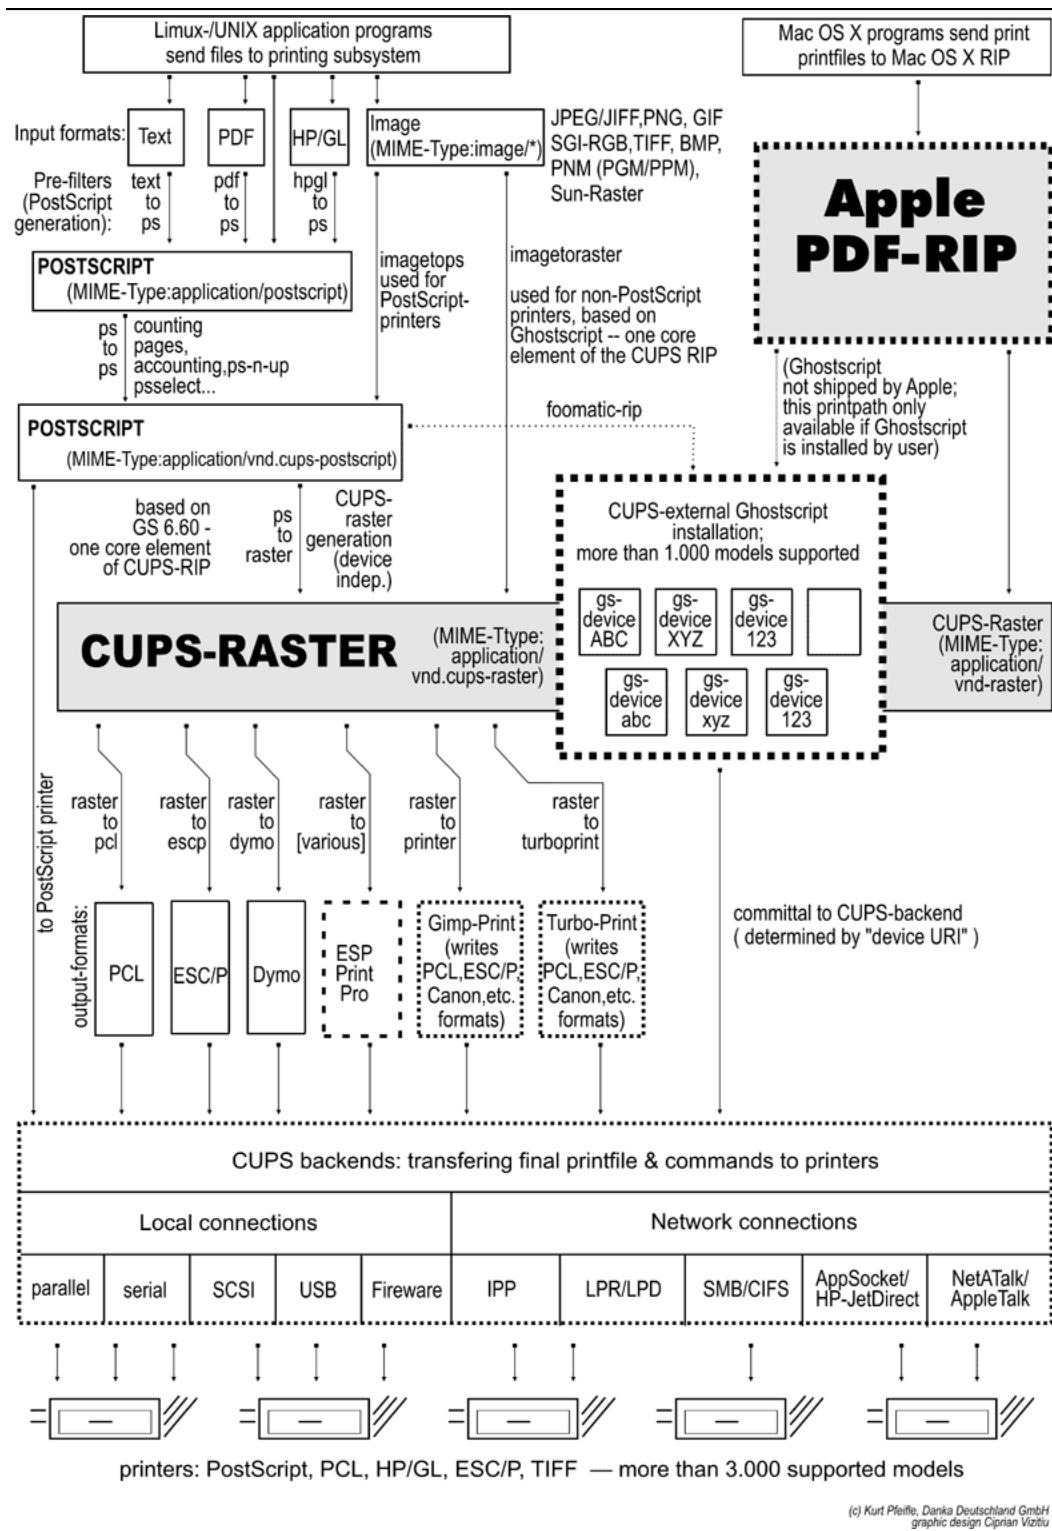 Limux-/UNIX application programs
send files to printing subsystem
Mac OS X programs send print
printfiles to Mac OS X RIP
Input formats:
Text
PDF
HP/GL
Image
(MIME-Type:image/*)
JPEG/JIFF,PNG, GIF
SGI-RGB,TIFF, BMP,
PNM (PGM/PPM),
Sun-Raster
Pre-filters
(PostScript
generation):
text
to
ps
pdf
to
ps
hpgl
to
ps
Apple
PDF-RIP
POSTSCRIPT
(MIME-Type:application/postscript)
imagetops
used for
PostScript-
printers
imagetoraster
used for non-PostScript
printers, based on
Ghostscript -- one core
element of the CUPS RIP
ps
to
ps
counting
pages,
accounting,ps-n-up
psselect...
(Ghostscript
not shipped by Apple;
this printpath only
available if Ghostscript
is installed by user)
foomatic-rip
POSTSCRIPT
(MIME-Type:application/vnd.cups-postscript)
based on
GS 6.60 -
one core element
of CUPS-RIP
ps
to
raster
CUPS-
raster
generation
(device
indep.)
CUPS-external Ghostscript
installation;
more than 1.000 models supported
gs-
device
ABC
gs-
device
XYZ
gs-
device
123
gs-
device
abc
gs-
device
xyz
gs-
device
123
CUPS-RASTER
(MIME-Ttype:
application/
vnd.cups-raster)
CUPS-Raster
(MIME-Type:
application/
vnd-raster)
to PostScript printer
raster
to
pcl
raster
to
escp
raster
to
dymo
raster
to
[various]
raster
to
printer
raster
to
turboprint
output-formats:
PCL
ESC/P
Dymo
ESP
Print
Pro
Gimp-Print
(writes
PCL,ESC/P,
Canon,etc.
formats)
Turbo-Print
(writes
PCL,ESC/P,
Canon,etc.
formats)
committal to CUPS-backend
( determined by "device URI" )
CUPS backends: transfering final printfile & commands to printers
Local connections
Network connections
parallel
serial
SCSI
USB
Fireware
IPP
LPR/LPD
SMB/CIFS
AppSocket/
HP-JetDirect
NetATalk/
AppleTalk
printers: PostScript, PCL, HP/GL, ESC/P, TIFF — more than 3.000 supported models
(c) Kurt Pfeifle, Danka Deutschland GmbH
graphic design Ciprian Vizitiu